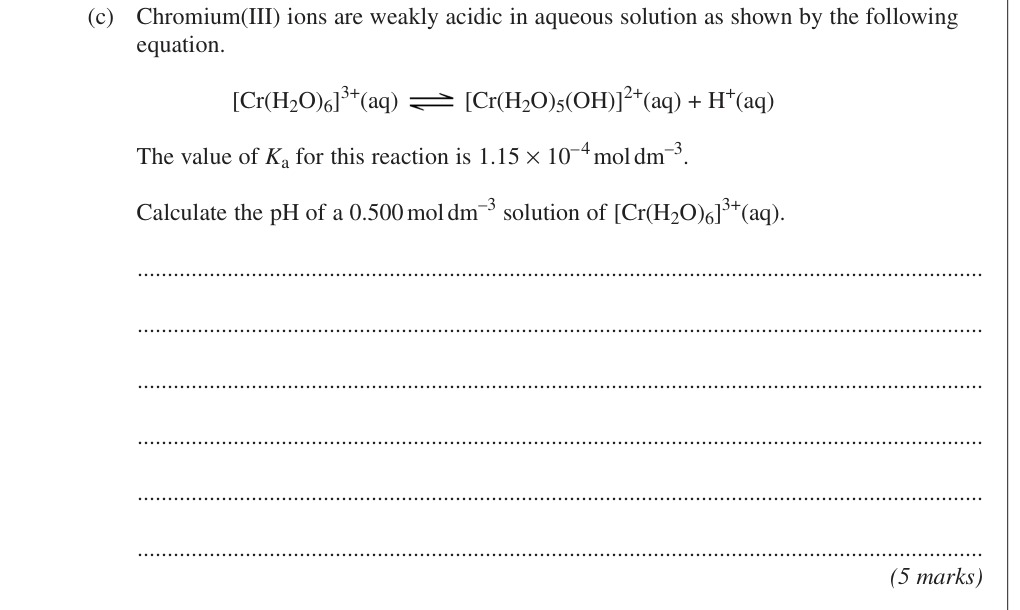 (c) Chromium(III) ions are weakly acidic in aqueous solution as shown by the following
equation.
[Cr(H₂O)₆]³⁺(aq) ⇌ [Cr(H₂O)₅(OH)]²⁺(aq) + H⁺(aq)
The value of Kₐ for this reaction is 1.15 × 10⁻⁴ mol dm⁻³.
Calculate the pH of a 0.500 mol dm⁻³ solution of [Cr(H₂O)₆]³⁺(aq).
(5 marks)